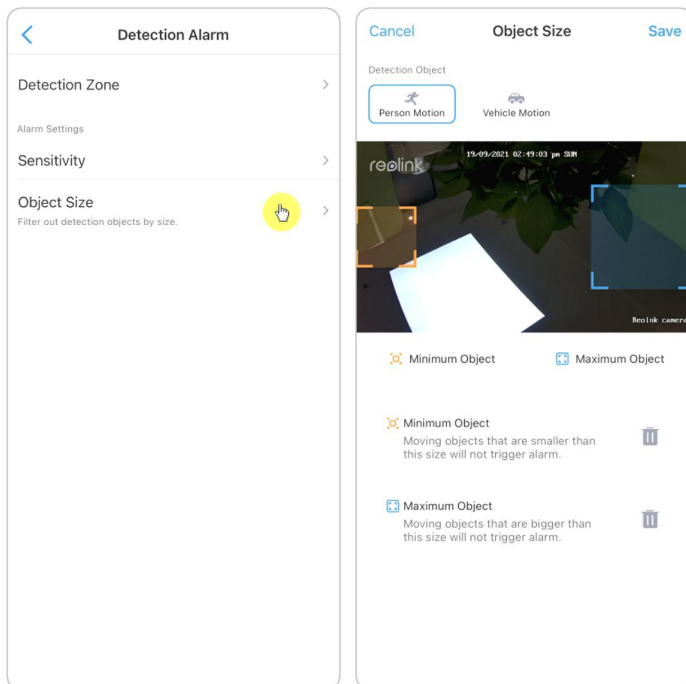 Detection Alarm
Detection Zone
Alarm Settings
Sensitivity
Object Size
Filter out detection objects by size.
Cancel
Object Size
Save
Detection Object
Person Motion
Vehicle Motion
19/09/2021 02:49:03 pm SUN
reolink
Reolnk camera
Minimum Object
Maximum Object
Minimum Object
Moving objects that are smaller than
this size will not trigger alarm.
Maximum Object
Moving objects that are bigger than
this size will not trigger alarm.